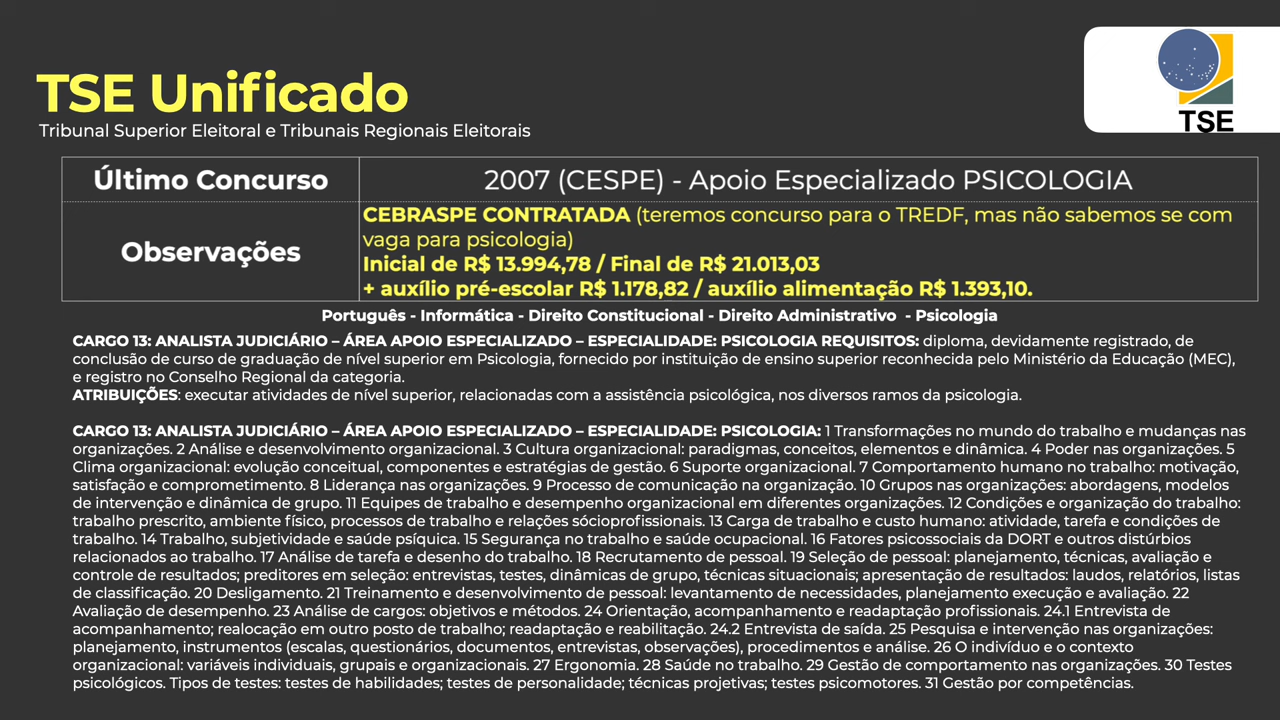 TSE Unificado
Tribunal Superior Eleitoral e Tribunais Regionais Eleitorais
TSE
Último Concurso
2007 (CESPE) - Apoio Especializado PSICOLOGIA
Observações
CEBRASPE CONTRATADA (teremos concurso para o TREDF, mas não sabemos se com
vaga para psicologia)
Inicial de R$ 13.994,78 / Final de R$ 21.013,03
+ auxílio pré-escolar R$ 1.178,82 / auxílio alimentação R$ 1.393,10.
Português - Informática - Direito Constitucional - Direito Administrativo - Psicologia
CARGO 13: ANALISTA JUDICIÁRIO – ÁREA APOIO ESPECIALIZADO – ESPECIALIDADE: PSICOLOGIA REQUISITOS: diploma, devidamente registrado, de
conclusão de curso de graduação de nível superior em Psicologia, fornecido por instituição de ensino superior reconhecida pelo Ministério da Educação (MEC),
e registro no Conselho Regional da categoria.
ATRIBUIÇÕES: executar atividades de nível superior, relacionadas com a assistência psicológica, nos diversos ramos da psicologia.
CARGO 13: ANALISTA JUDICIÁRIO – ÁREA APOIO ESPECIALIZADO – ESPECIALIDADE: PSICOLOGIA: 1 Transformações no mundo do trabalho e mudanças nas
organizações. 2 Análise e desenvolvimento organizacional. 3 Cultura organizacional: paradigmas, conceitos, elementos e dinâmica. 4 Poder nas organizações. 5
Clima organizacional: evolução conceitual, componentes e estratégias de gestão. 6 Suporte organizacional. 7 Comportamento humano no trabalho: motivação,
satisfação e comprometimento. 8 Liderança nas organizações. 9 Processo de comunicação na organização. 10 Grupos nas organizações: abordagens, modelos
de intervenção e dinâmica de grupo. 11 Equipes de trabalho e desempenho organizacional em diferentes organizações. 12 Condições e organização do trabalho:
trabalho prescrito, ambiente físico, processos de trabalho e relações sócioprofissionais. 13 Carga de trabalho e custo humano: atividade, tarefa e condições de
trabalho. 14 Trabalho, subjetividade e saúde psíquica. 15 Segurança no trabalho e saúde ocupacional. 16 Fatores psicossociais da DORT e outros distúrbios
relacionados ao trabalho. 17 Análise de tarefa e desenho do trabalho. 18 Recrutamento de pessoal. 19 Seleção de pessoal: planejamento, técnicas, avaliação e
controle de resultados; preditores em seleção: entrevistas, testes, dinâmicas de grupo, técnicas situacionais; apresentação de resultados: laudos, relatórios, listas
de classificação. 20 Desligamento. 21 Treinamento e desenvolvimento de pessoal: levantamento de necessidades, planejamento execução e avaliação. 22
Avaliação de desempenho. 23 Análise de cargos: objetivos e métodos. 24 Orientação, acompanhamento e readaptação profissionais. 24.1 Entrevista de
acompanhamento; realocação em outro posto de trabalho; readaptação e reabilitação. 24.2 Entrevista de saída. 25 Pesquisa e intervenção nas organizações:
planejamento, instrumentos (escalas, questionários, documentos, entrevistas, observações), procedimentos e análise. 26 O indivíduo e o contexto
organizacional: variáveis individuais, grupais e organizacionais. 27 Ergonomia. 28 Saúde no trabalho. 29 Gestão de comportamento nas organizações. 30 Testes
psicológicos. Tipos de testes: testes de habilidades; testes de personalidade; técnicas projetivas; testes psicomotores. 31 Gestão por competências.